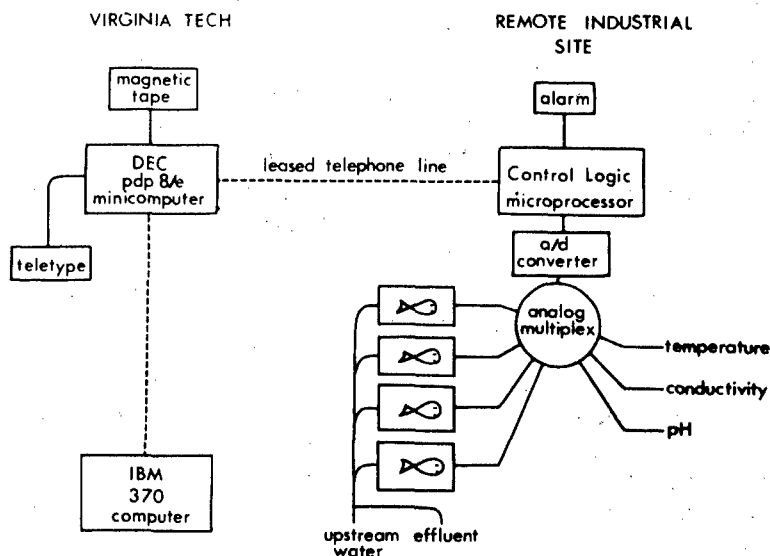 VIRGINIA TECH
REMOTE INDUSTRIAL
SITE
magnetic
tape
alarm
DEC
pdp 8/e
minicomputer
leased telephone line
Control Logic
microprocessor
teletype
a/d
converter
analog
multiplex
temperature
conductivity
pH
IBM
370
computer
upstream effluent
water